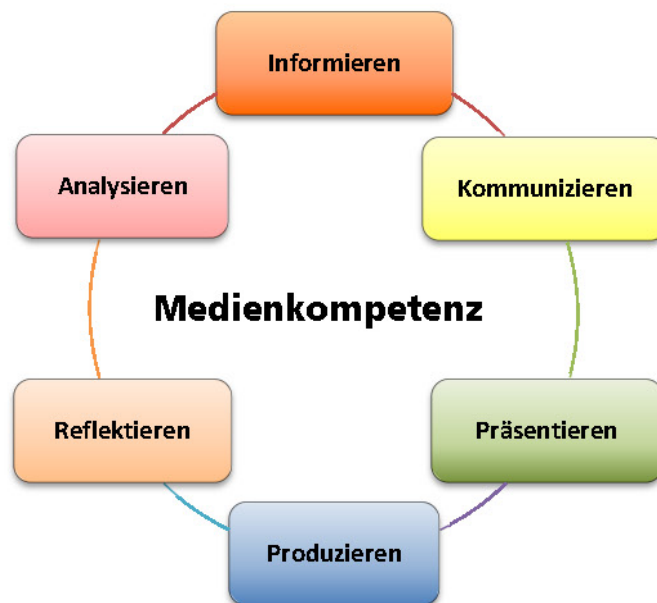 Informieren
Analysieren
Kommunizieren
Medienkompetenz
Reflektieren
Präsentieren
Produzieren